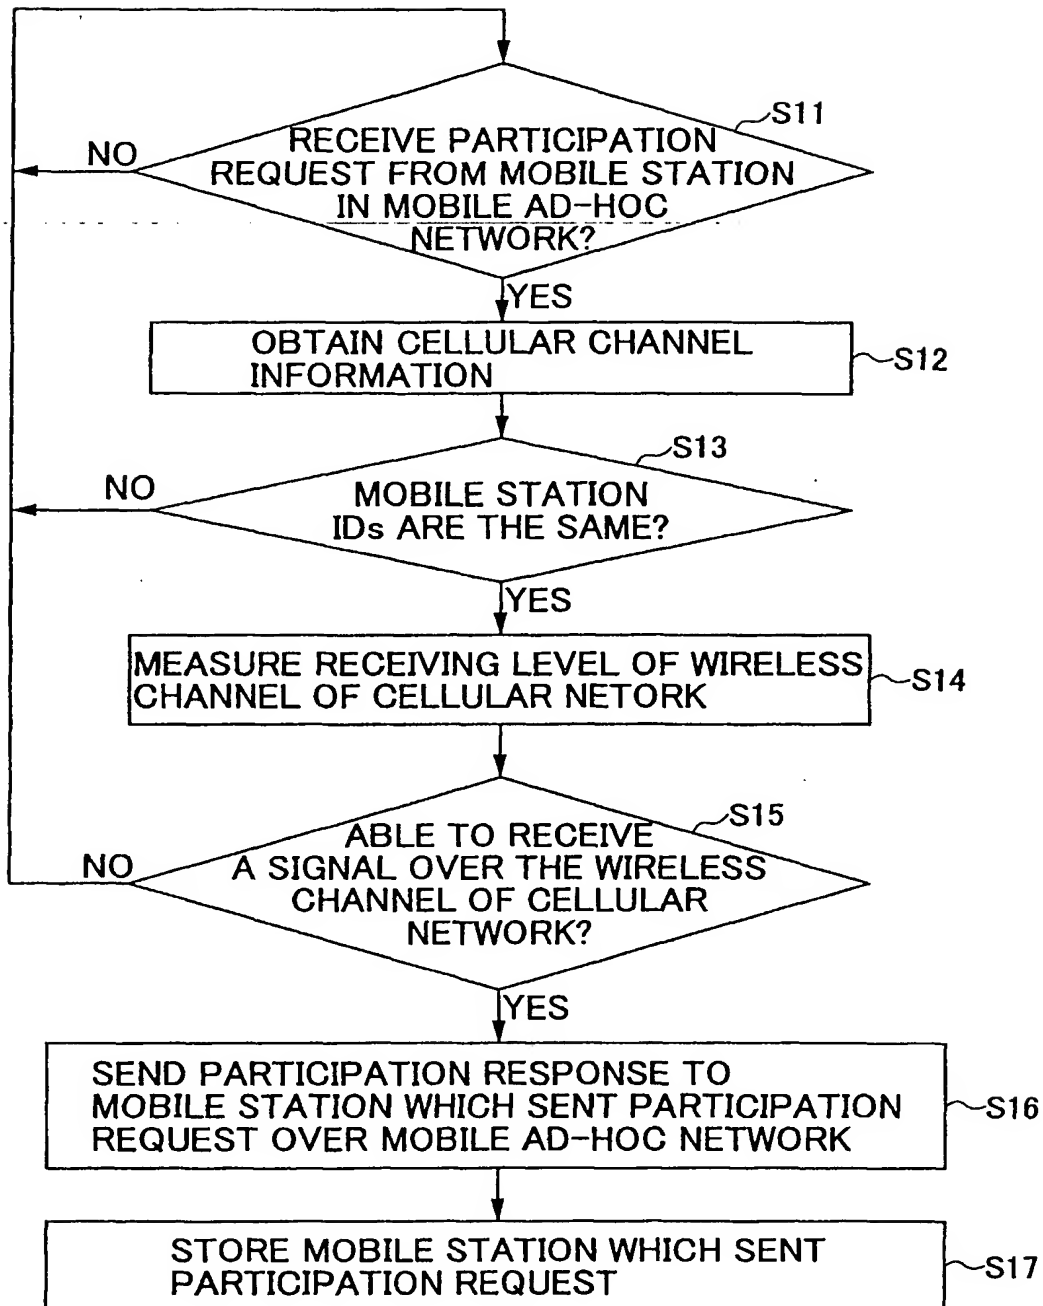 S11
RECEIVE PARTICIPATION
REQUEST FROM MOBILE STATION
IN MOBILE AD-HOC
NETWORK?
NO
YES
OBTAIN CELLULAR CHANNEL
INFORMATION
S12
S13
NO
MOBILE STATION
IDs ARE THE SAME?
YES
MEASURE RECEIVING LEVEL OF WIRELESS
CHANNEL OF CELLULAR NETORK
S14
S15
ABLE TO RECEIVE
A SIGNAL OVER THE WIRELESS
CHANNEL OF CELLULAR
NETWORK?
NO
YES
SEND PARTICIPATION RESPONSE TO
MOBILE STATION WHICH SENT PARTICIPATION
REQUEST OVER MOBILE AD-HOC NETWORK
S16
STORE MOBILE STATION WHICH SENT
PARTICIPATION REQUEST
S17